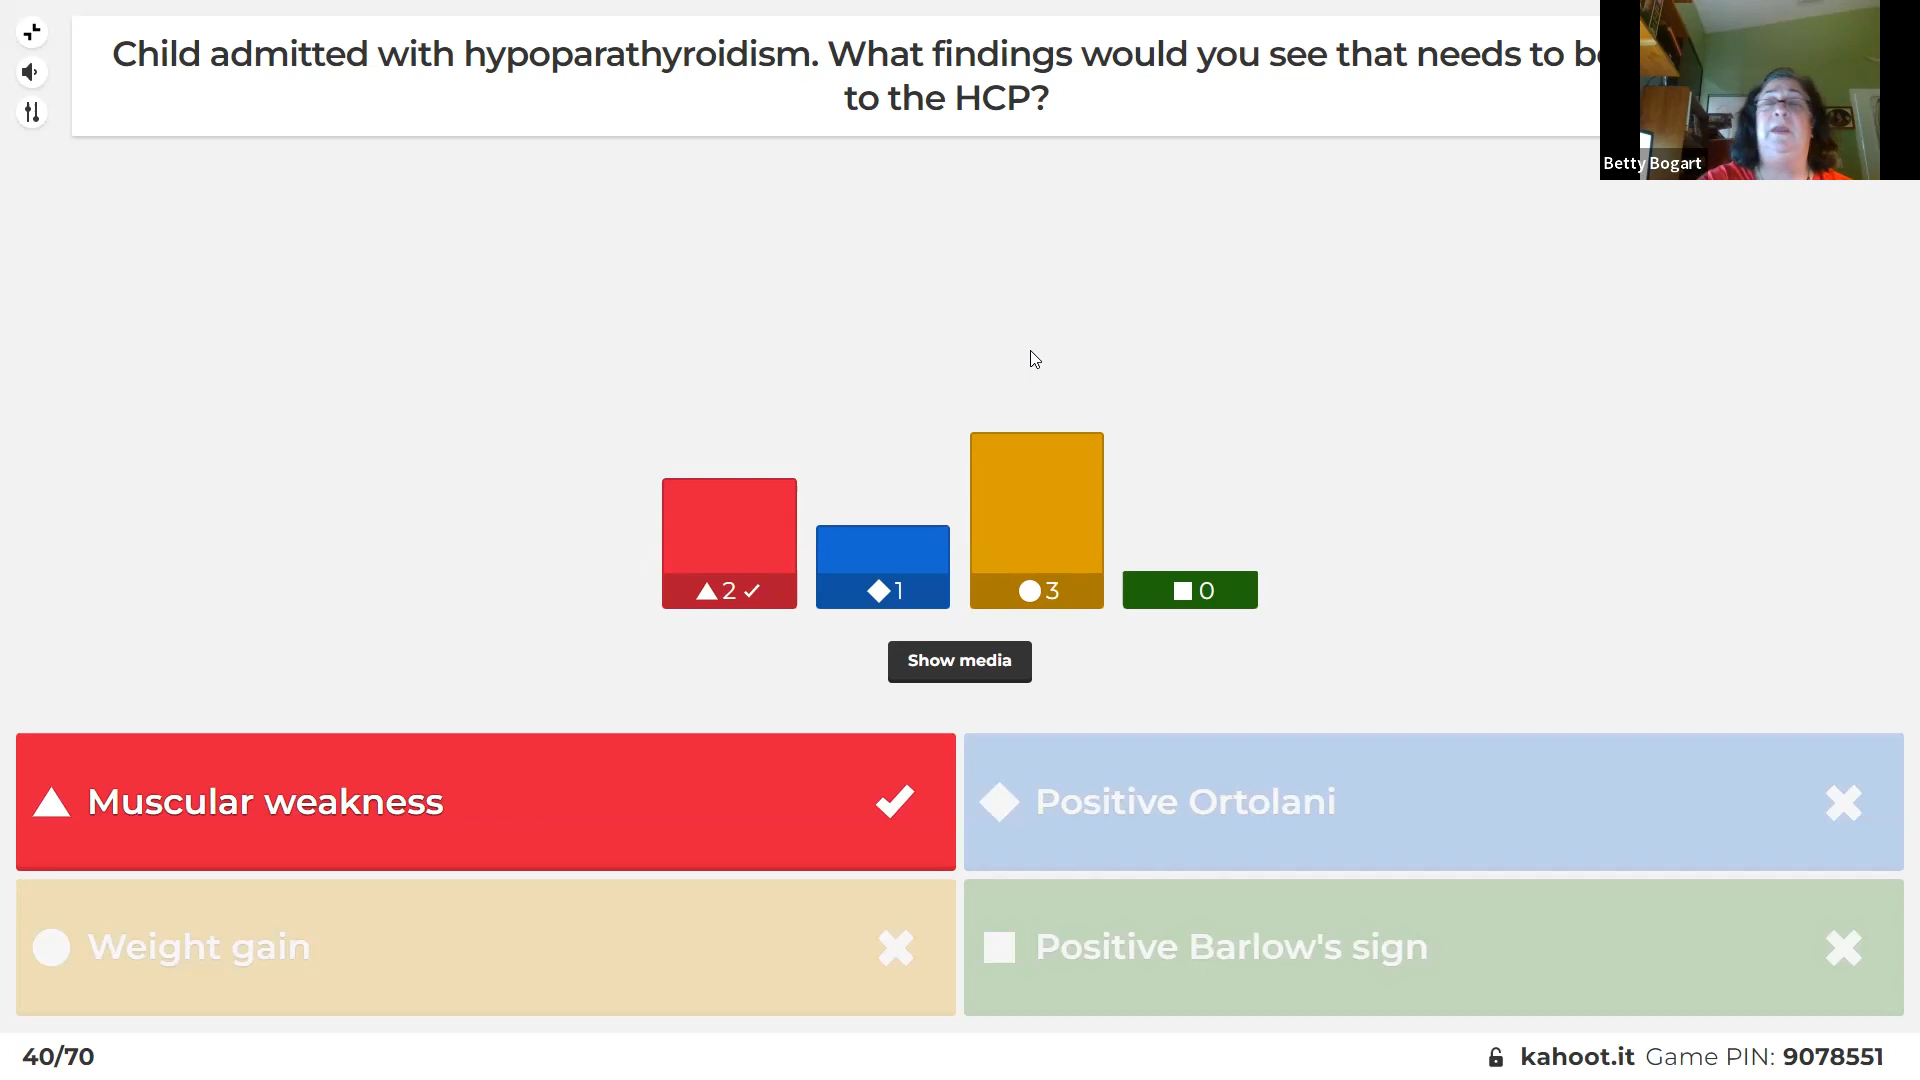 Child admitted with hypoparathyroidism. What findings would you see that needs to
to the HCP?
Betty Bogart
2
1
3
0
Show media
Muscular weakness
Positive Ortolani
Weight gain
Positive Barlow's sign
40/70
kahoot.it Game PIN: 9078551